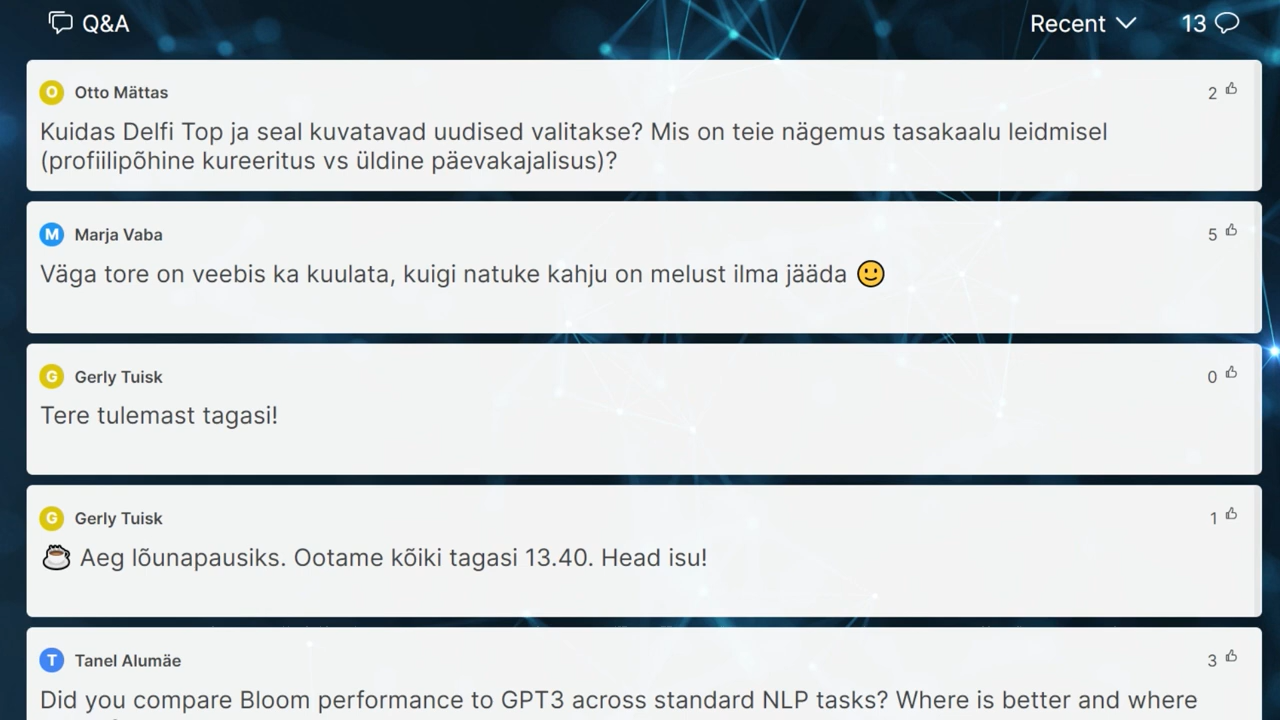 Q&A
Recent
13
Otto Mättas
2
Kuidas Delfi Top ja seal kuvatavad uudised valitakse? Mis on teie nägemus tasakaalu leidmisel
(profiilipõhine kureeritus vs üldine päevakajalisus)?
Marja Vaba
5
Väga tore on veebis ka kuulata, kuigi natuke kahju on melust ilma jääda 🙂
Gerly Tuisk
0
Tere tulemast tagasi!
Gerly Tuisk
1
☕ Aeg lõunapausiks. Ootame kõiki tagasi 13.40. Head isu!
Tanel Alumäe
3
Did you compare Bloom performance to GPT3 across standard NLP tasks? Where is better and where